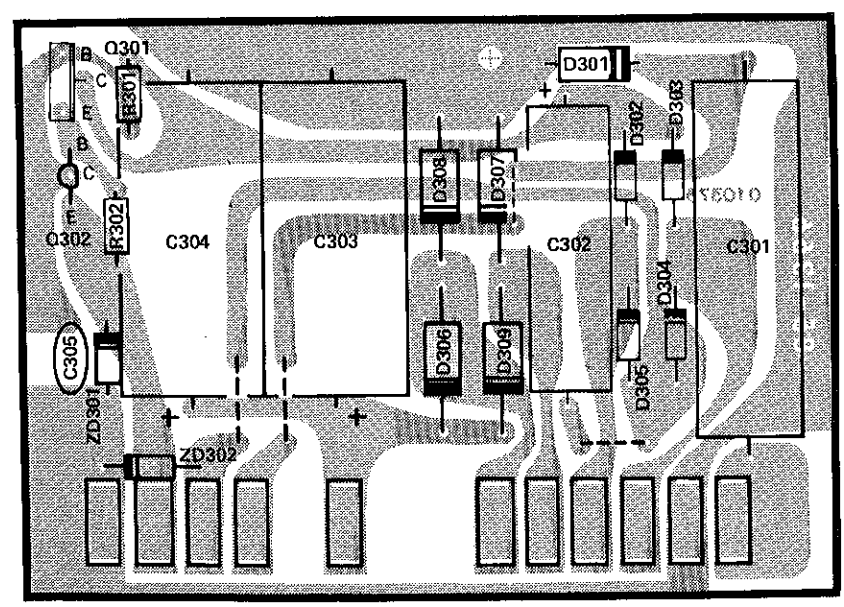 Q301
B
C
E
R301
B
C
E
Q302
R302
C304
C303
C305
ZD301
ZD302
+
+
D308
D307
D306
D309
D301
+
C302
D302
D303
D304
D305
C301